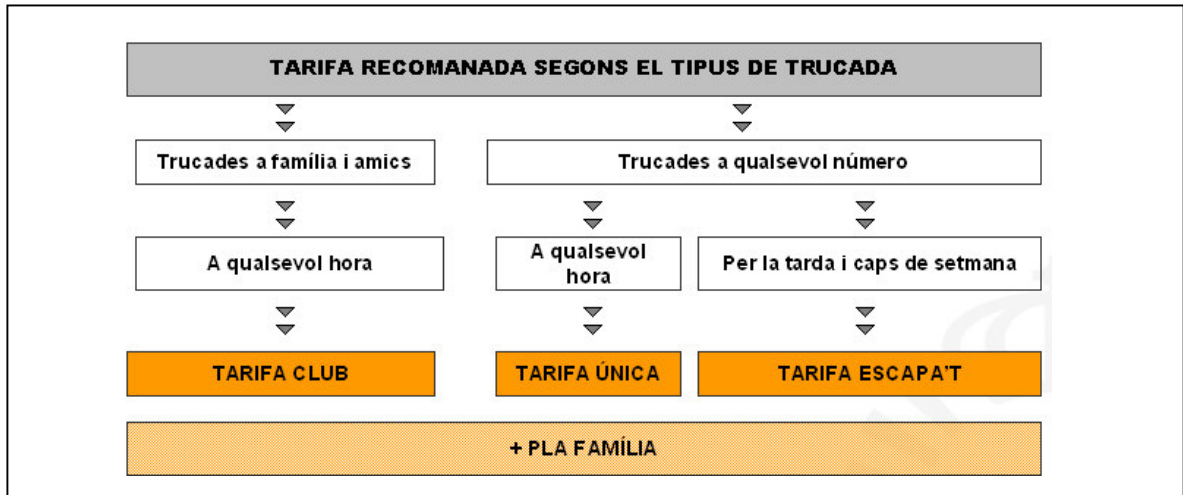 TARIFA RECOMANADA SEGONS EL TIPUS DE TRUCADA
Trucades a família i amics
Trucades a qualsevol número
A qualsevol hora
A qualsevol
hora
Per la tarda i caps de setmana
TARIFA CLUB
TARIFA ÚNICA
TARIFA ESCAPA'T
+ PLA FAMÍLIA